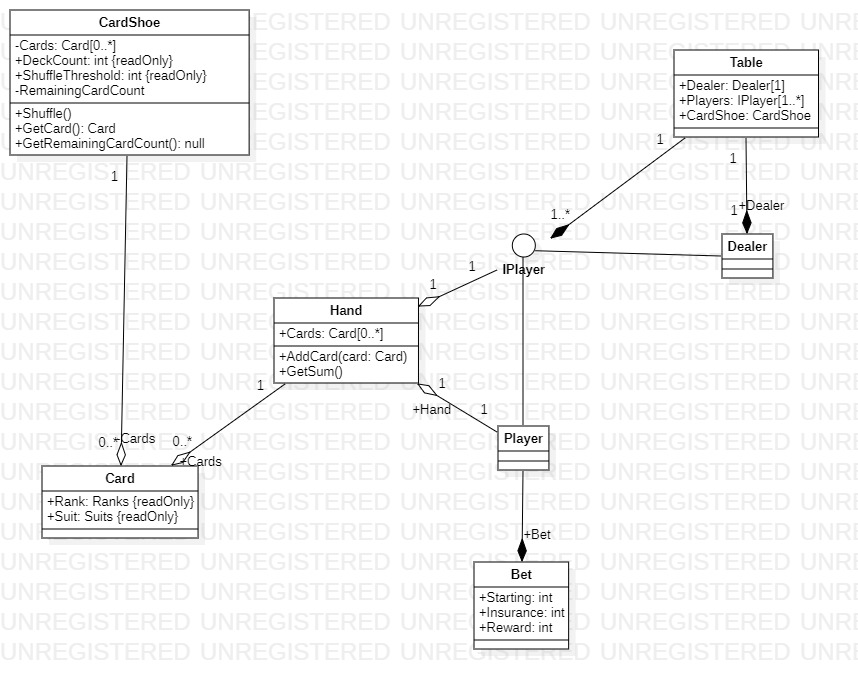 CardShoe
-Cards: Card[0..*]
+DeckCount: int {readOnly}
+ShuffleThreshold: int {readOnly}
-RemainingCardCount
+Shuffle()
+GetCard(): Card
+GetRemainingCardCount(): null
Table
+Dealer: Dealer[1]
+Players: IPlayer[1..*]
+CardShoe: CardShoe
1
1
1
1..*
1
+Dealer
Dealer
IPlayer
1
1
Hand
+Cards: Card[0..*]
+AddCard(card: Card)
+GetSum()
1
1
+Hand
1
0..*
-Cards
0..*
+Cards
Player
Card
+Rank: Ranks {readOnly}
+Suit: Suits {readOnly}
+Bet
Bet
+Starting: int
+Insurance: int
+Reward: int
UNREGISTERED UNREGISTERED UNREGISTERED UNREGISTERED